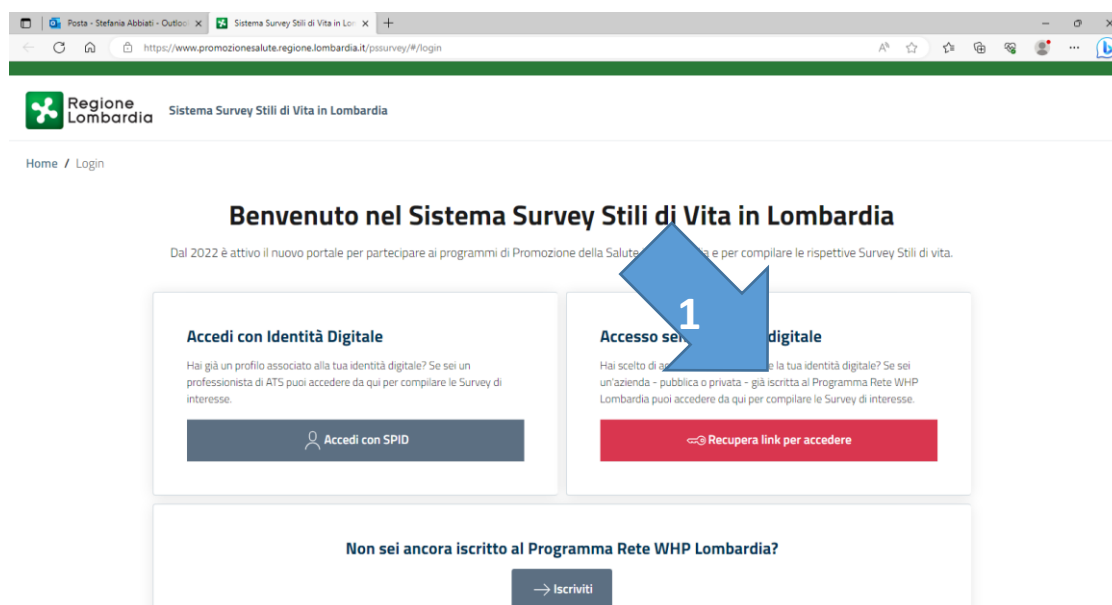 Posta - Stefania Abbiati - Outloo
Sistema Survey Stili di Vita in Lor
https://www.promozionesalute.regione.lombardia.it/pssurvey/#/login
Regione
Lombardia
Sistema Survey Stili di Vita in Lombardia
Home / Login
Benvenuto nel Sistema Survey Stili di Vita in Lombardia
Dal 2022 è attivo il nuovo portale per partecipare ai programmi di Promozione della Salute e per compilare le rispettive Survey Stili di vita.
Accedi con Identità Digitale
Hai già un profilo associato alla tua identità digitale? Se sei un
professionista di ATS puoi accedere da qui per compilare le Survey di
interesse.
Accedi con SPID
1
Accesso digitale
Hai scelto di la tua identità digitale? Se sei
un'azienda - pubblica o privata - già iscritta al Programma Rete WHP
Lombardia puoi accedere da qui per compilare le Survey di interesse.
Recupera link per accedere
Non sei ancora iscritto al Programma Rete WHP Lombardia?
Iscriviti